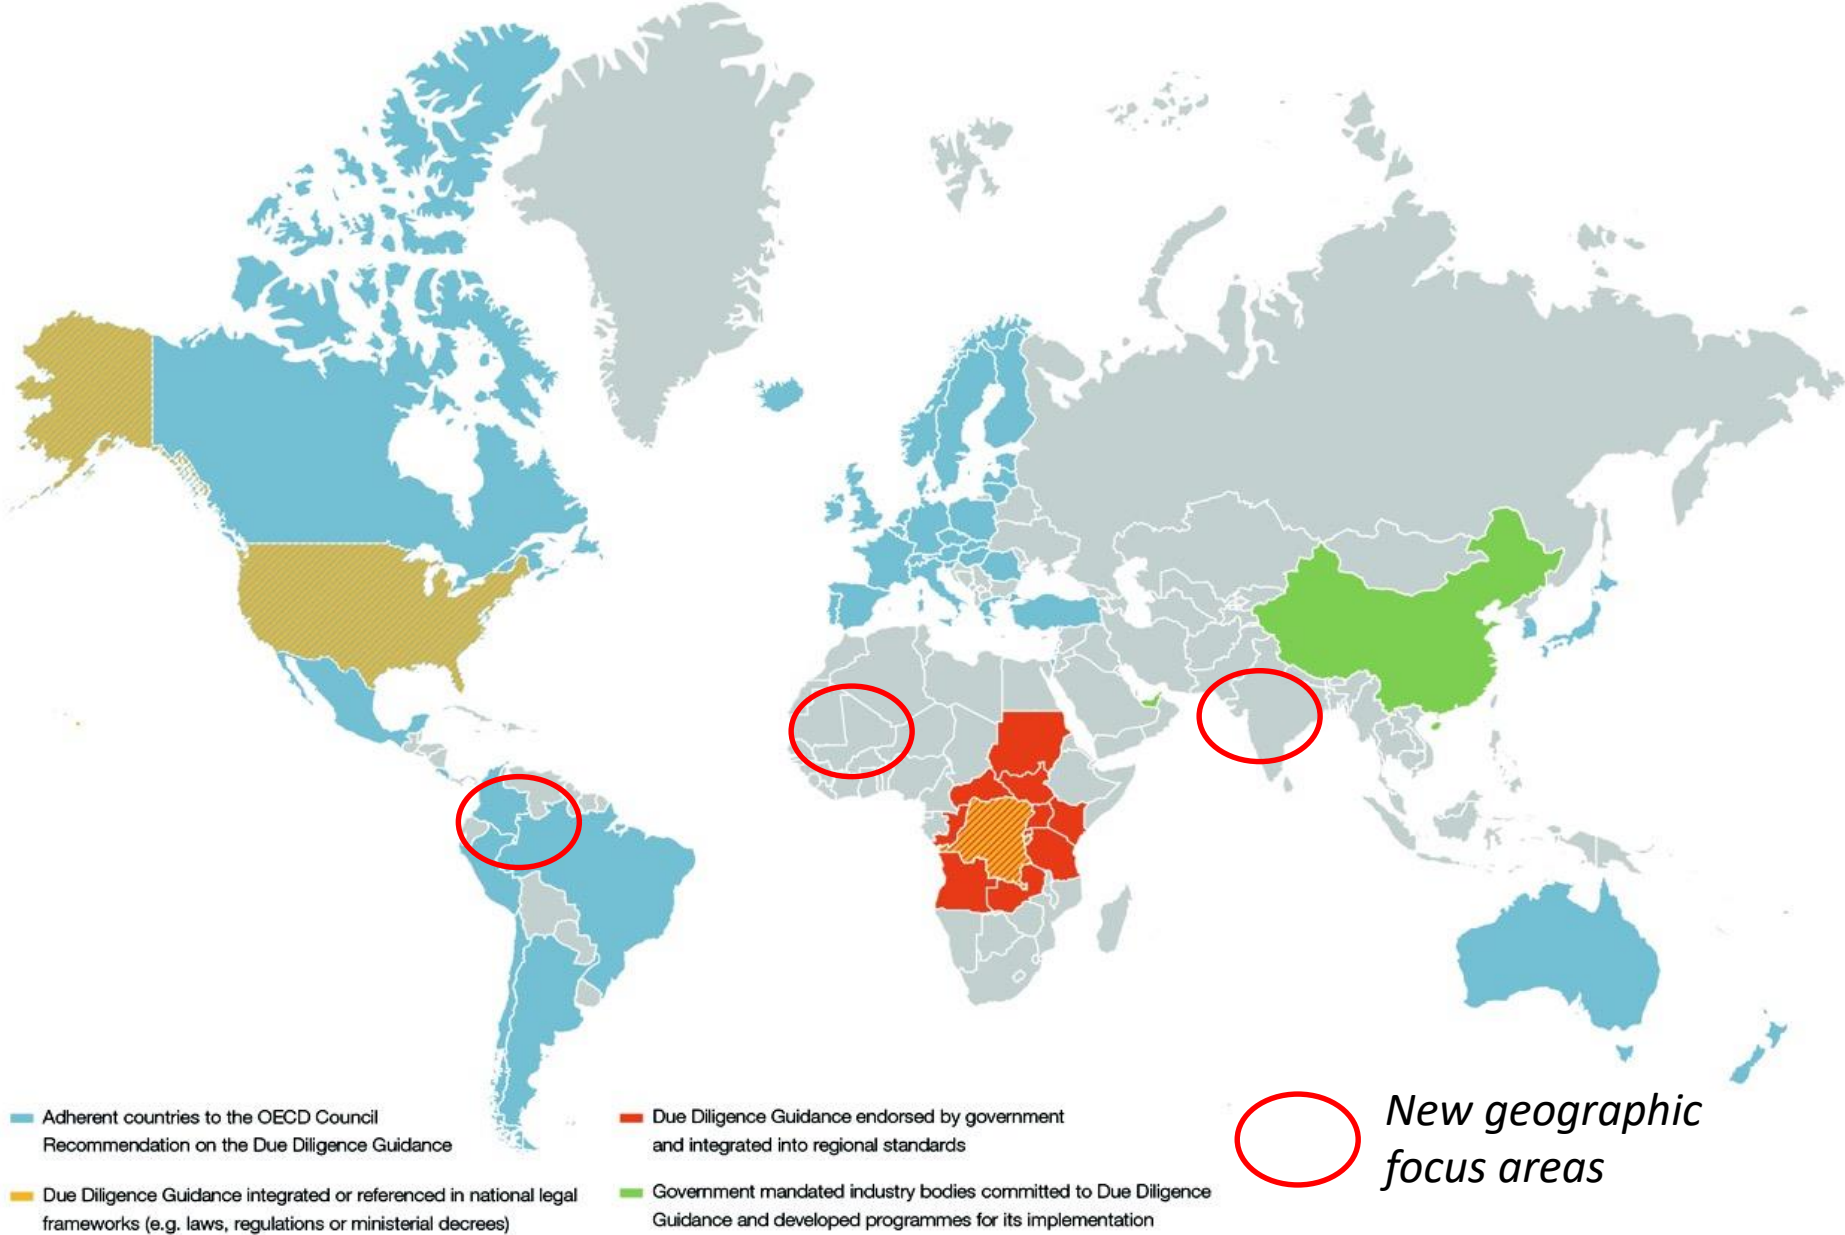 Adherent countries to the OECD Council
Recommendation on the Due Diligence Guidance
Due Diligence Guidance integrated or referenced in national legal
frameworks (e.g. laws, regulations or ministerial decrees)
Due Diligence Guidance endorsed by government
and integrated into regional standards
Government mandated industry bodies committed to Due Diligence
Guidance and developed programmes for its implementation
New geographic
focus areas